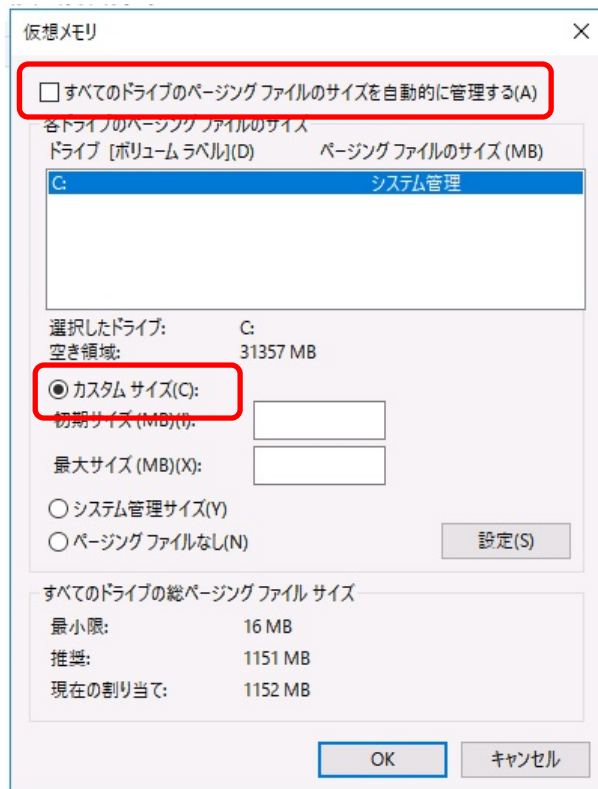 仮想メモリ
すべてのドライブのページング ファイルのサイズを自動的に管理する(A)
各ドライブのページング ファイルのサイズ
ドライブ [ボリューム ラベル](D) ページング ファイルのサイズ (MB)
C: システム管理
選択したドライブ: C:
空き領域: 31357 MB
カスタム サイズ(C):
初期サイズ (MB)(I):
最大サイズ (MB)(X):
システム管理サイズ(Y)
ページング ファイルなし(N) 設定(S)
すべてのドライブの総ページング ファイル サイズ
最小限: 16 MB
推奨: 1151 MB
現在の割り当て: 1152 MB
OK キャンセル